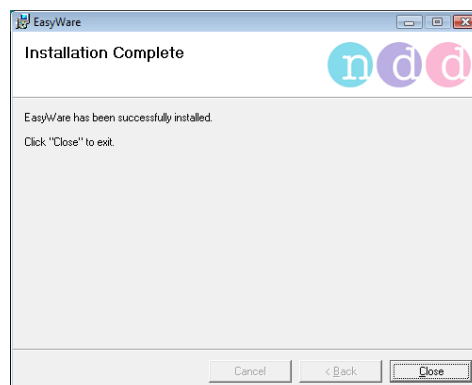 EasyWare
Installation Complete
ndd
EasyWare has been successfully installed.
Click "Close" to exit.
Cancel
< Back
Close